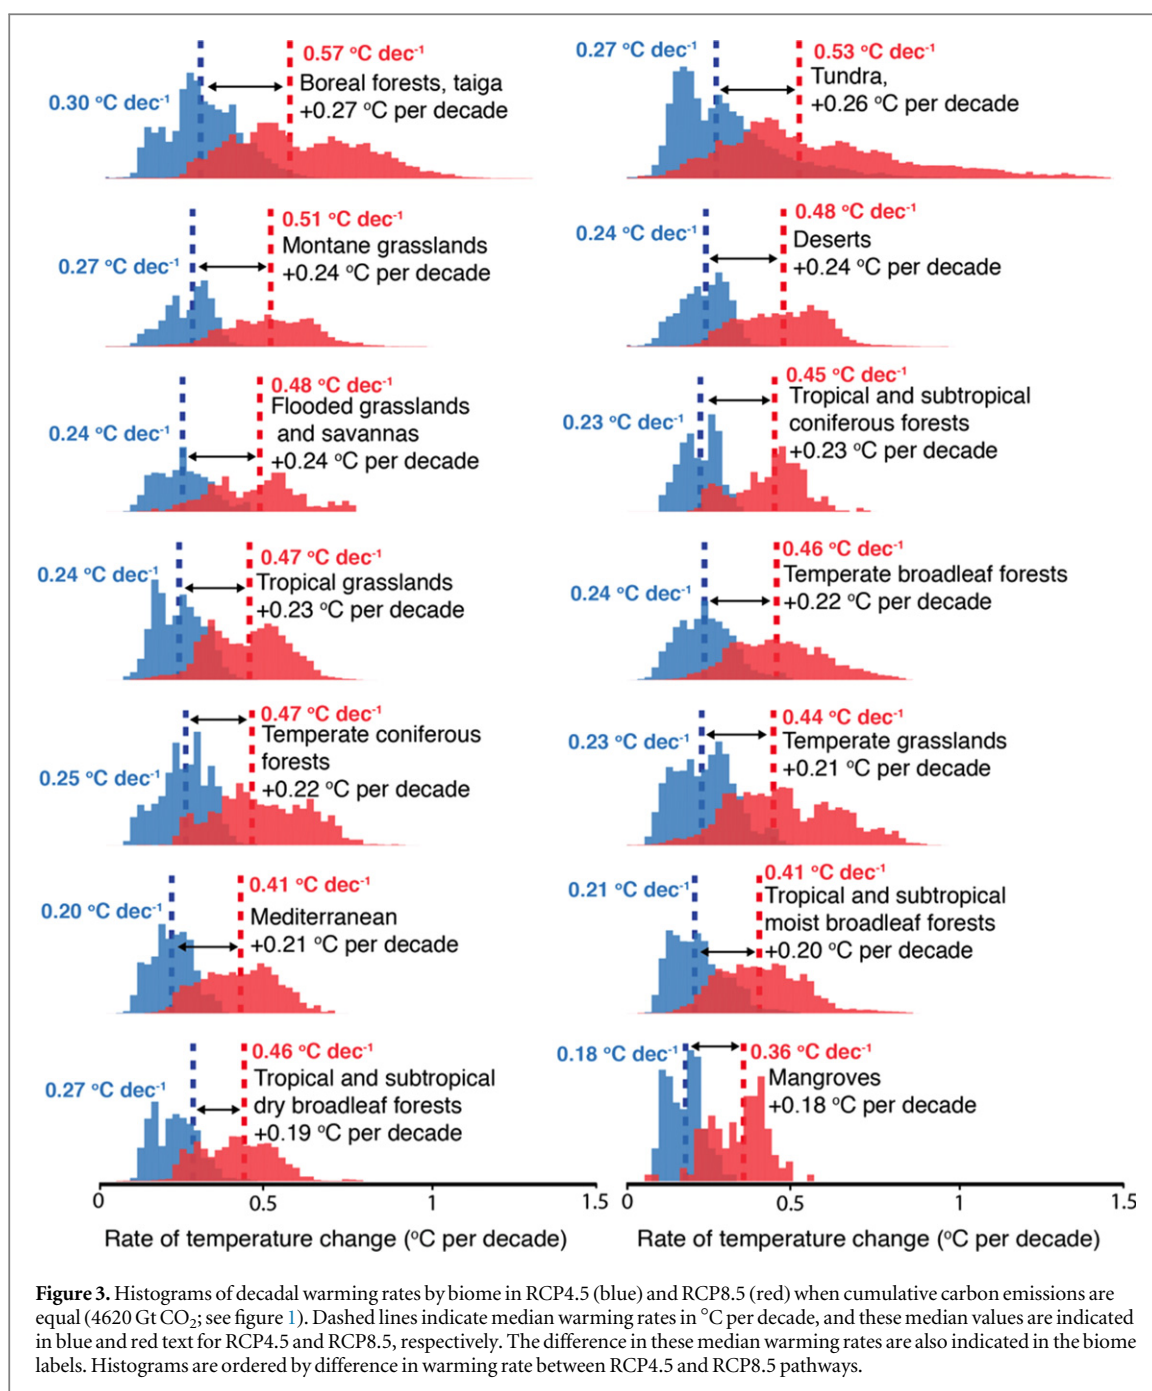 0.57 °C dec⁻¹
0.30 °C dec⁻¹
Boreal forests, taiga
+0.27 °C per decade
0.27 °C dec⁻¹
0.53 °C dec⁻¹
Tundra,
+0.26 °C per decade
0.51 °C dec⁻¹
0.27 °C dec⁻¹
Montane grasslands
+0.24 °C per decade
0.48 °C dec⁻¹
0.24 °C dec⁻¹
Deserts
+0.24 °C per decade
0.48 °C dec⁻¹
0.24 °C dec⁻¹
Flooded grasslands
and savannas
+0.24 °C per decade
0.45 °C dec⁻¹
0.23 °C dec⁻¹
Tropical and subtropical
coniferous forests
+0.23 °C per decade
0.47 °C dec⁻¹
0.24 °C dec⁻¹
Tropical grasslands
+0.23 °C per decade
0.46 °C dec⁻¹
0.24 °C dec⁻¹
Temperate broadleaf forests
+0.22 °C per decade
0.47 °C dec⁻¹
0.25 °C dec⁻¹
Temperate coniferous
forests
+0.22 °C per decade
0.44 °C dec⁻¹
0.23 °C dec⁻¹
Temperate grasslands
+0.21 °C per decade
0.41 °C dec⁻¹
0.20 °C dec⁻¹
Mediterranean
+0.21 °C per decade
0.41 °C dec⁻¹
0.21 °C dec⁻¹
Tropical and subtropical
moist broadleaf forests
+0.20 °C per decade
0.46 °C dec⁻¹
0.27 °C dec⁻¹
Tropical and subtropical
dry broadleaf forests
+0.19 °C per decade
0.18 °C dec⁻¹
0.36 °C dec⁻¹
Mangroves
+0.18 °C per decade
0 0.5 1 1.5
0 0.5 1 1.5
Rate of temperature change (°C per decade)
Rate of temperature change (°C per decade)
Figure 3. Histograms of decadal warming rates by biome in RCP4.5 (blue) and RCP8.5 (red) when cumulative carbon emissions are
equal (4620 Gt CO₂; see figure 1). Dashed lines indicate median warming rates in °C per decade, and these median values are indicated
in blue and red text for RCP4.5 and RCP8.5, respectively. The difference in these median warming rates are also indicated in the biome
labels. Histograms are ordered by difference in warming rate between RCP4.5 and RCP8.5 pathways.